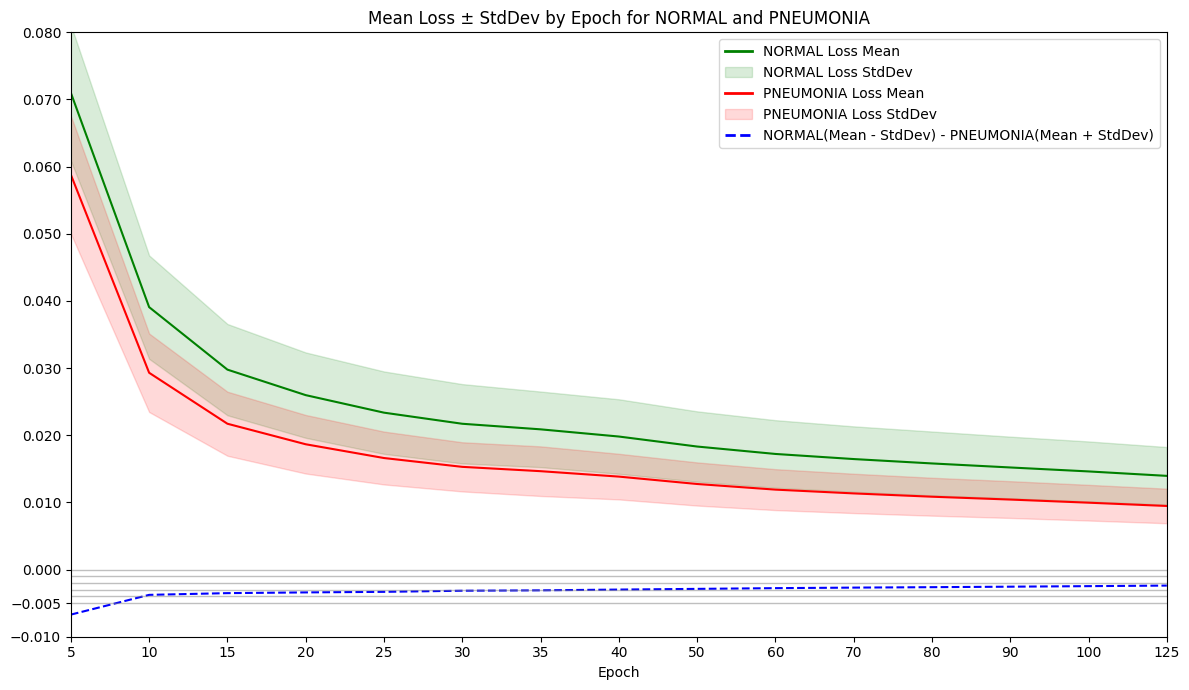 Mean Loss ± StdDev by Epoch for NORMAL and PNEUMONIA
NORMAL Loss Mean
NORMAL Loss StdDev
PNEUMONIA Loss Mean
PNEUMONIA Loss StdDev
NORMAL(Mean - StdDev) - PNEUMONIA(Mean + StdDev)
0.080
0.070
0.060
0.050
0.040
0.030
0.020
0.010
0.000
−0.005
−0.010
5 10 15 20 25 30 35 40 50 60 70 80 90 100 125
Epoch